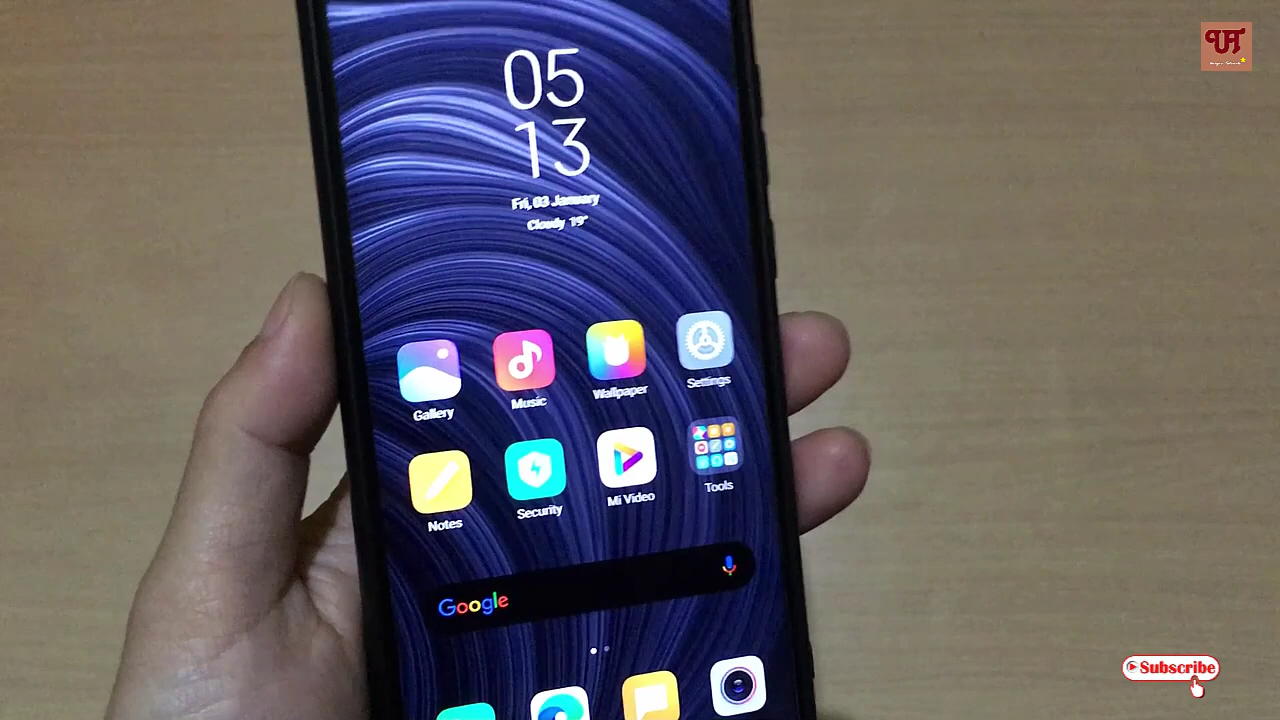 05
13
Fri, 03 January
Cloudy 19°
Gallery
Music
Wallpaper
Settings
Notes
Security
Mi Video
Tools
Google
Subscribe